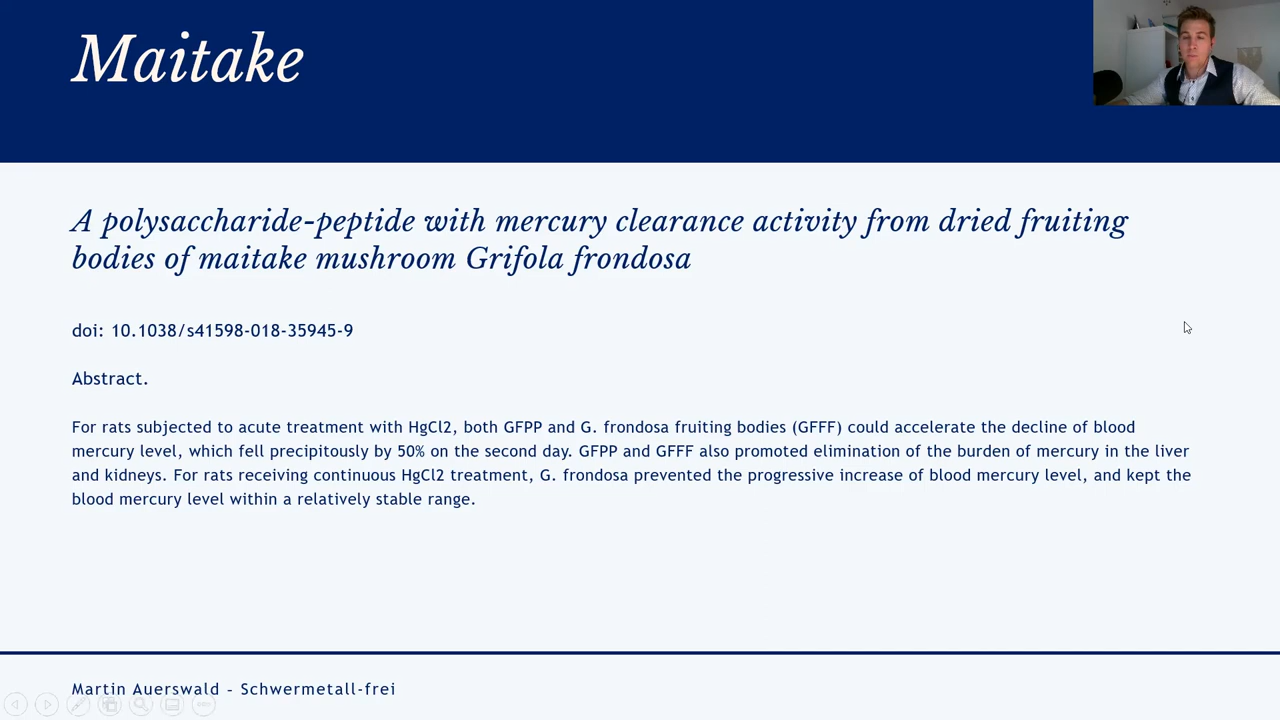 Maitake
A polysaccharide-peptide with mercury clearance activity from dried fruiting
bodies of maitake mushroom Grifola frondosa
doi: 10.1038/s41598-018-35945-9
Abstract.
For rats subjected to acute treatment with HgCl2, both GFPP and G. frondosa fruiting bodies (GFFF) could accelerate the decline of blood
mercury level, which fell precipitously by 50% on the second day. GFPP and GFFF also promoted elimination of the burden of mercury in the liver
and kidneys. For rats receiving continuous HgCl2 treatment, G. frondosa prevented the progressive increase of blood mercury level, and kept the
blood mercury level within a relatively stable range.
Martin Auerswald - Schwermetall-frei